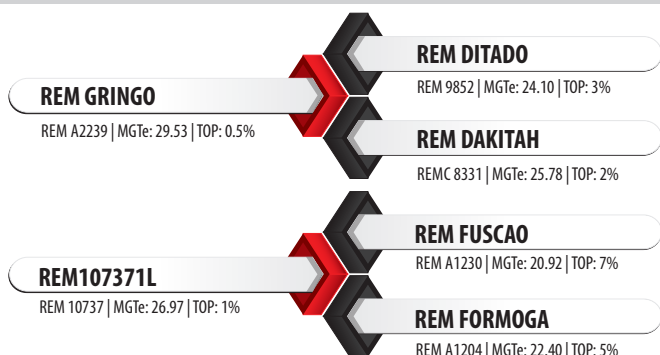 REM DITADO
REM 9852 | MGTe: 24.10 | TOP: 3%
REM GRINGO
REM A2239 | MGTe: 29.53 | TOP: 0.5%
REM DAKITAH
REMC 8331 | MGTe: 25.78 | TOP: 2%
REM FUSCAO
REM A1230 | MGTe: 20.92 | TOP: 7%
REM107371L
REM 10737 | MGTe: 26.97 | TOP: 1%
REM FORMOGA
REM A1204 | MGTe: 22.40 | TOP: 5%